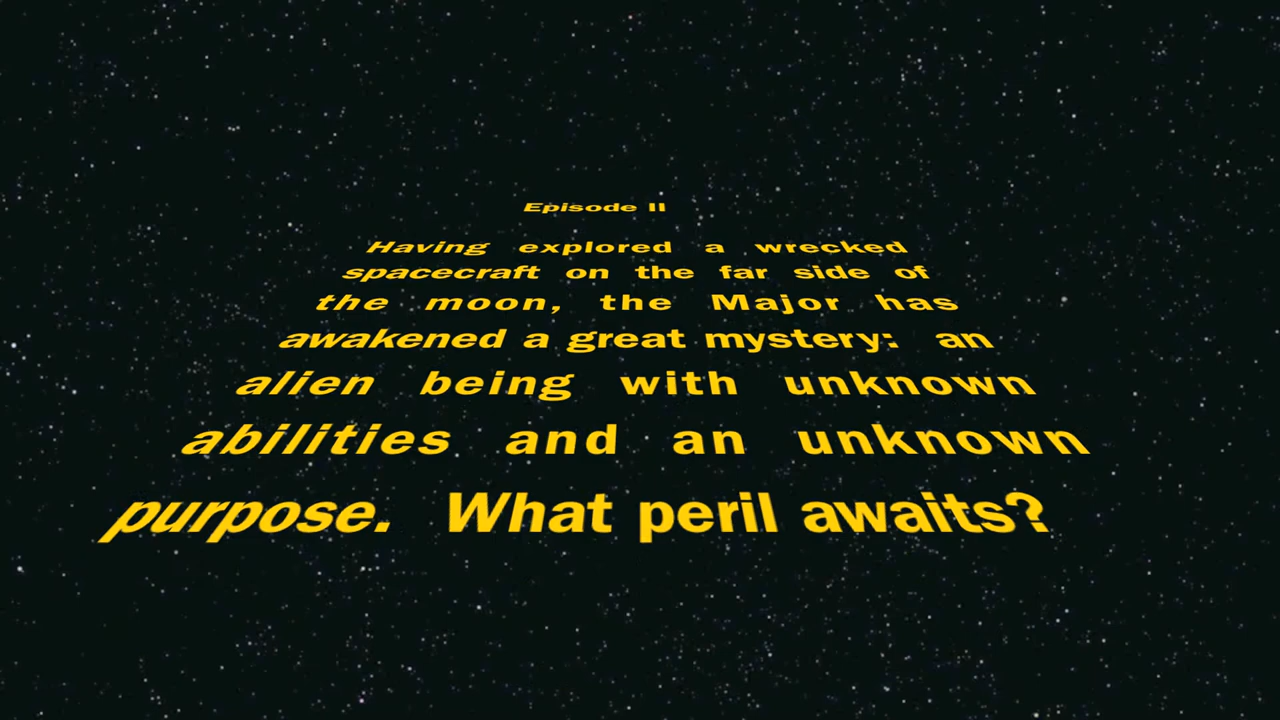 Episode II
Having explored a wrecked
spacecraft on the far side of
the moon, the Major has
awakened a great mystery: an
alien being with unknown
abilities and an unknown
purpose. What peril awaits?